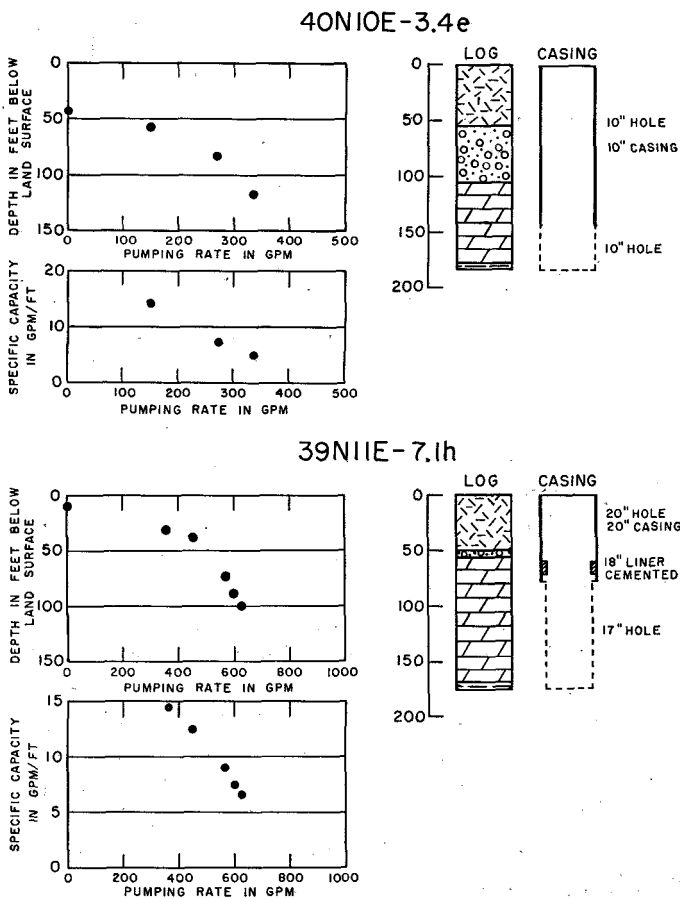 40N10E-3.4e
DEPTH IN FEET BELOW
LAND SURFACE
0
50
100
150
0 100 200 300 400 500
PUMPING RATE IN GPM
SPECIFIC CAPACITY
IN GPM/FT
20
10
0
0 100 200 300 400 500
PUMPING RATE IN GPM
LOG CASING
0
50
100
150
200
10" HOLE
10" CASING
10" HOLE
39N11E-7.1h
DEPTH IN FEET BELOW
LAND SURFACE
0
50
100
150
0 200 400 600 800 1000
PUMPING RATE IN GPM
SPECIFIC CAPACITY
IN GPM/FT
15
10
5
0
0 200 400 600 800 1000
PUMPING RATE IN GPM
LOG CASING
0
50
100
150
200
20" HOLE
20" CASING
18" LINER
CEMENTED
17" HOLE